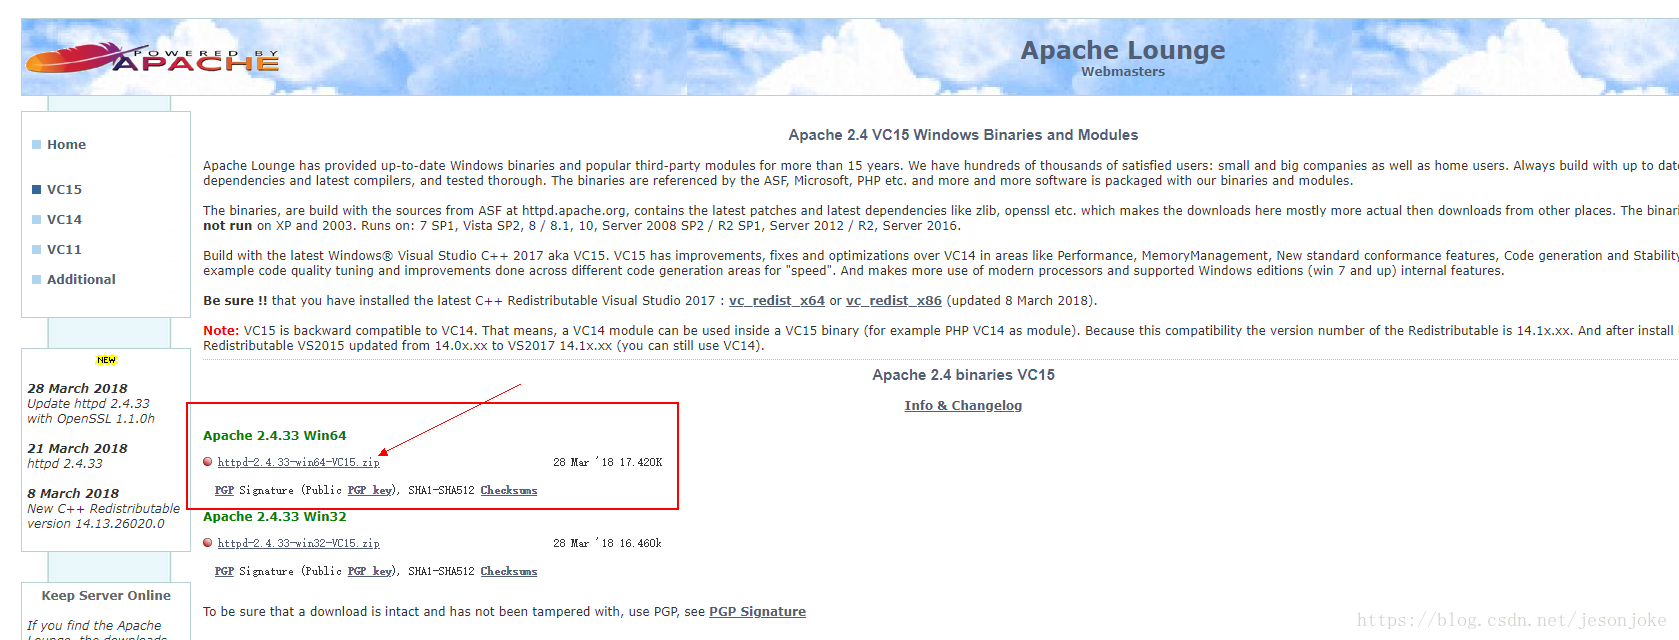 POWERED BY
APACHE
Apache Lounge
Webmasters
Home
VC15
VC14
VC11
Additional
NEW
28 March 2018
Update httpd 2.4.33
with OpenSSL 1.1.0h
21 March 2018
httpd 2.4.33
8 March 2018
New C++ Redistributable
version 14.13.26020.0
Keep Server Online
If you find the Apache
Lounge, the downloads
Apache 2.4 VC15 Windows Binaries and Modules
Apache Lounge has provided up-to-date Windows binaries and popular third-party modules for more than 15 years. We have hundreds of thousands of satisfied users: small and big companies as well as home users. Always build with up to date
dependencies and latest compilers, and tested thorough. The binaries are referenced by the ASF, Microsoft, PHP etc. and more and more software is packaged with our binaries and modules.
The binaries, are build with the sources from ASF at httpd.apache.org, contains the latest patches and latest dependencies like zlib, openssl etc. which makes the downloads here mostly more actual then downloads from other places. The binari
not run on XP and 2003. Runs on: 7 SP1, Vista SP2, 8 / 8.1, 10, Server 2008 SP2 / R2 SP1, Server 2012 / R2, Server 2016.
Build with the latest Windows® Visual Studio C++ 2017 aka VC15. VC15 has improvements, fixes and optimizations over VC14 in areas like Performance, MemoryManagement, New standard conformance features, Code generation and Stability
example code quality tuning and improvements done across different code generation areas for "speed". And makes more use of modern processors and supported Windows editions (win 7 and up) internal features.
Be sure !! that you have installed the latest C++ Redistributable Visual Studio 2017 : vc_redist_x64 or vc_redist_x86 (updated 8 March 2018).
Note: VC15 is backward compatible to VC14. That means, a VC14 module can be used inside a VC15 binary (for example PHP VC14 as module). Because this compatibility the version number of the Redistributable is 14.1x.xx. And after install
Redistributable VS2015 updated from 14.0x.xx to VS2017 14.1x.xx (you can still use VC14).
Apache 2.4 binaries VC15
Info & Changelog
Apache 2.4.33 Win64
httpd-2.4.33-win64-VC15.zip 28 Mar '18 17.420K
PGP Signature (Public PGP key), SHA1-SHA512 Checksums
Apache 2.4.33 Win32
httpd-2.4.33-win32-VC15.zip 28 Mar '18 16.460k
PGP Signature (Public PGP key), SHA1-SHA512 Checksums
To be sure that a download is intact and has not been tampered with, use PGP, see PGP Signature
https://blog.csdn.net/jesonjoke